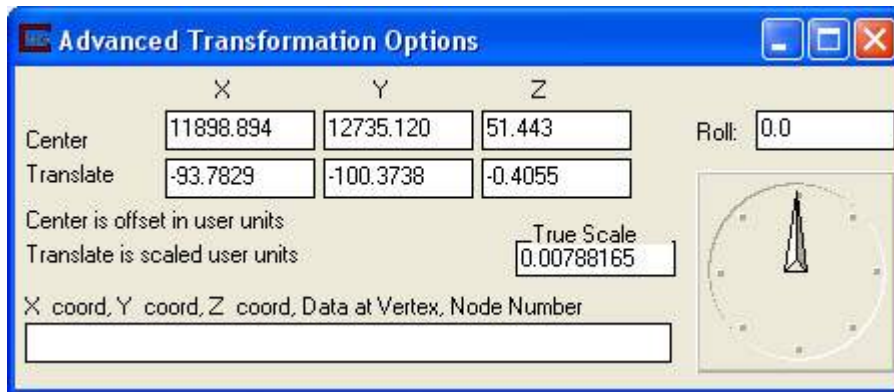 Advanced Transformation Options
X Y Z
Center 11898.894 12735.120 51.443 Roll: 0.0
Translate -93.7829 -100.3738 -0.4055
Center is offset in user units
True Scale
Translate is scaled user units 0.00788165
X coord, Y coord, Z coord, Data at Vertex, Node Number